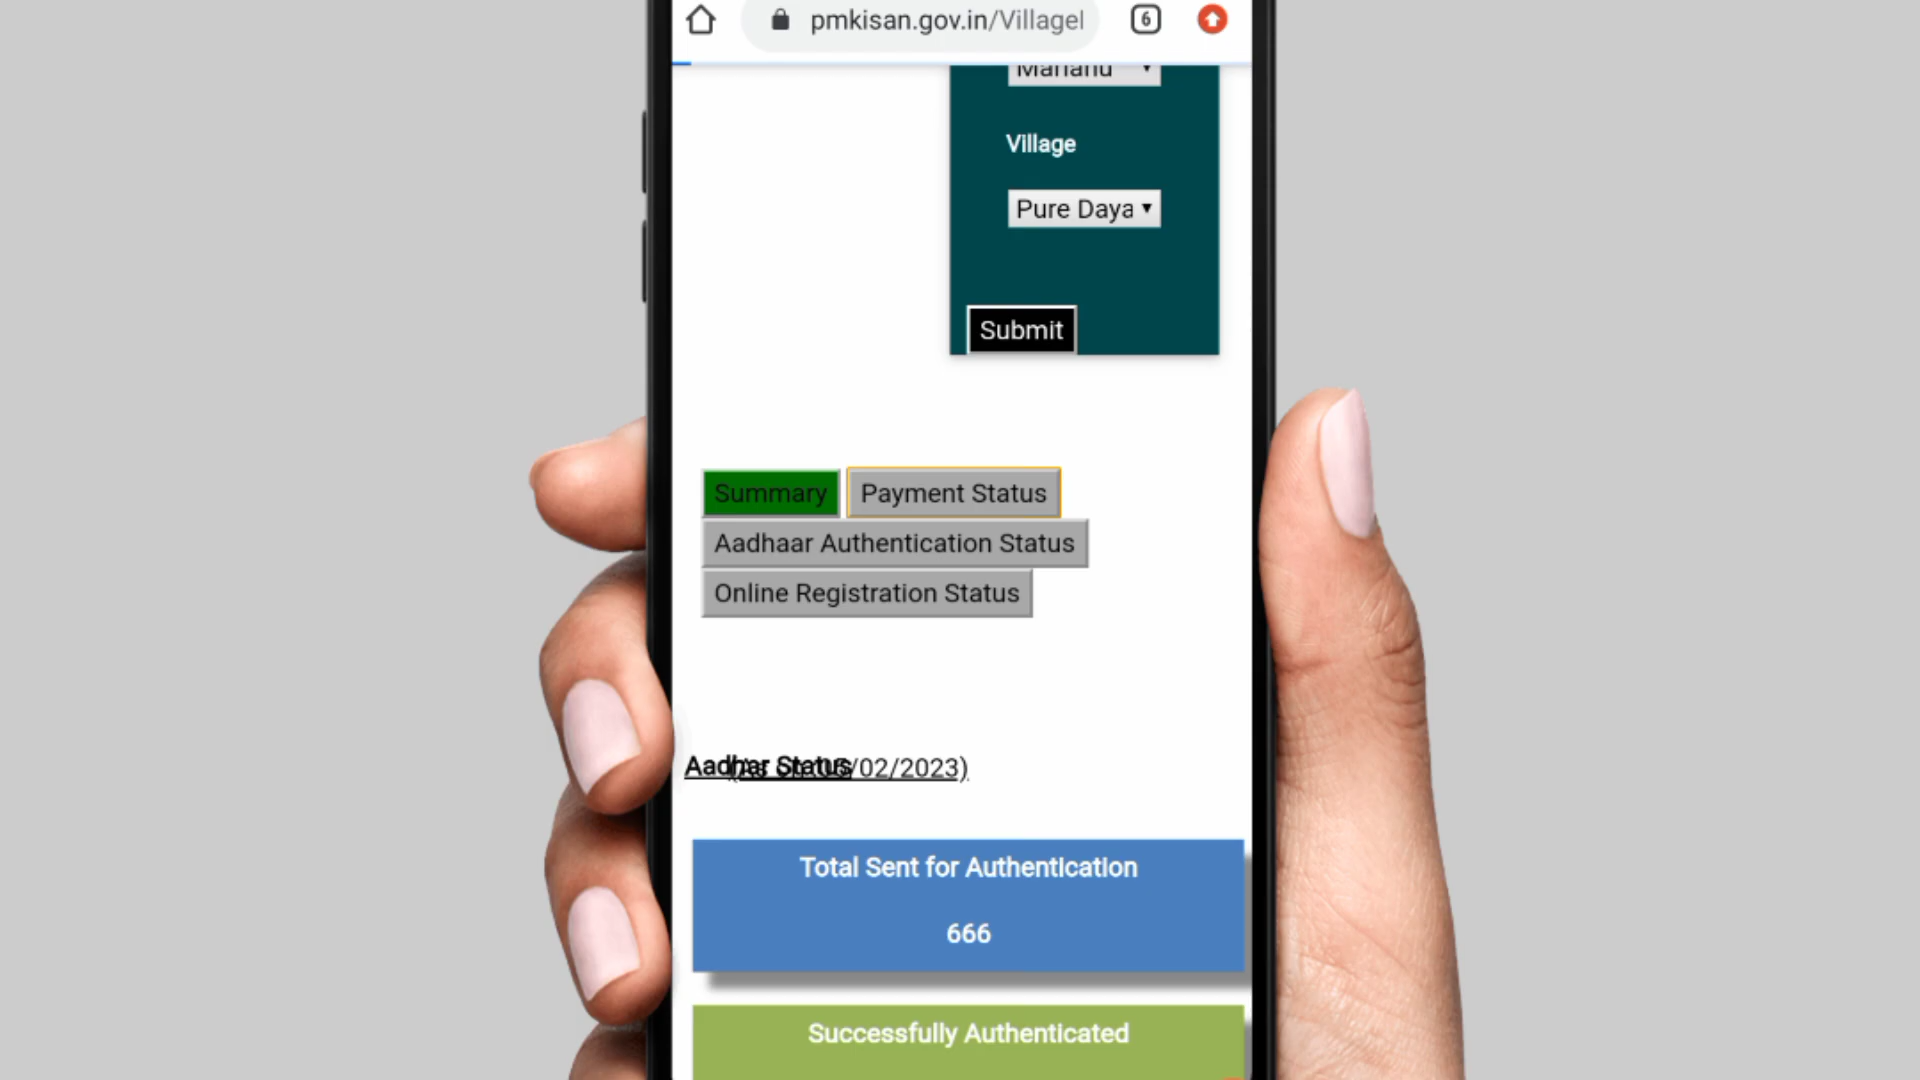 6
pmkisan.gov.in/Villagel
Village
Pure Daya
Submit
Summary
Payment Status
Aadhaar Authentication Status
Online Registration Status
Aadhar Status
/02/2023)
Total Sent for Authentication
666
Successfully Authenticated